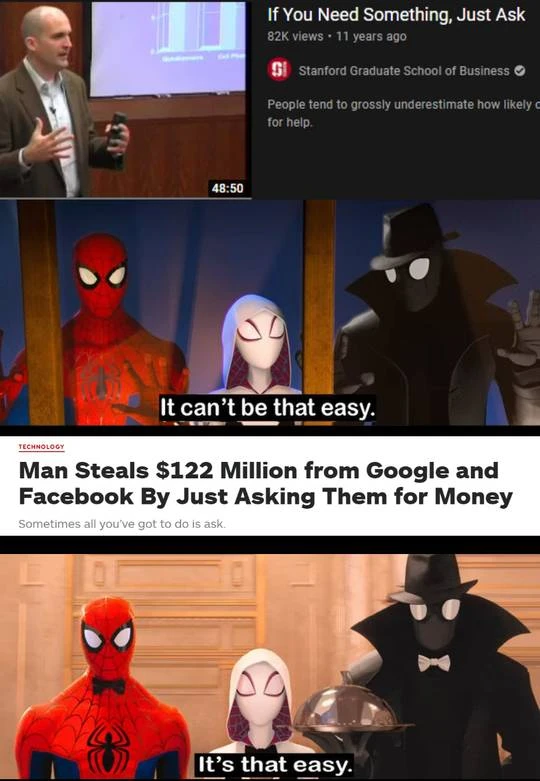 If You Need Something, Just Ask
82K views • 11 years ago
Stanford Graduate School of Business
People tend to grossly underestimate how likely
for help.
48:50
It can't be that easy.
TECHNOLOGY
Man Steals $122 Million from Google and
Facebook By Just Asking Them for Money
Sometimes all you've got to do is ask.
It's that easy.